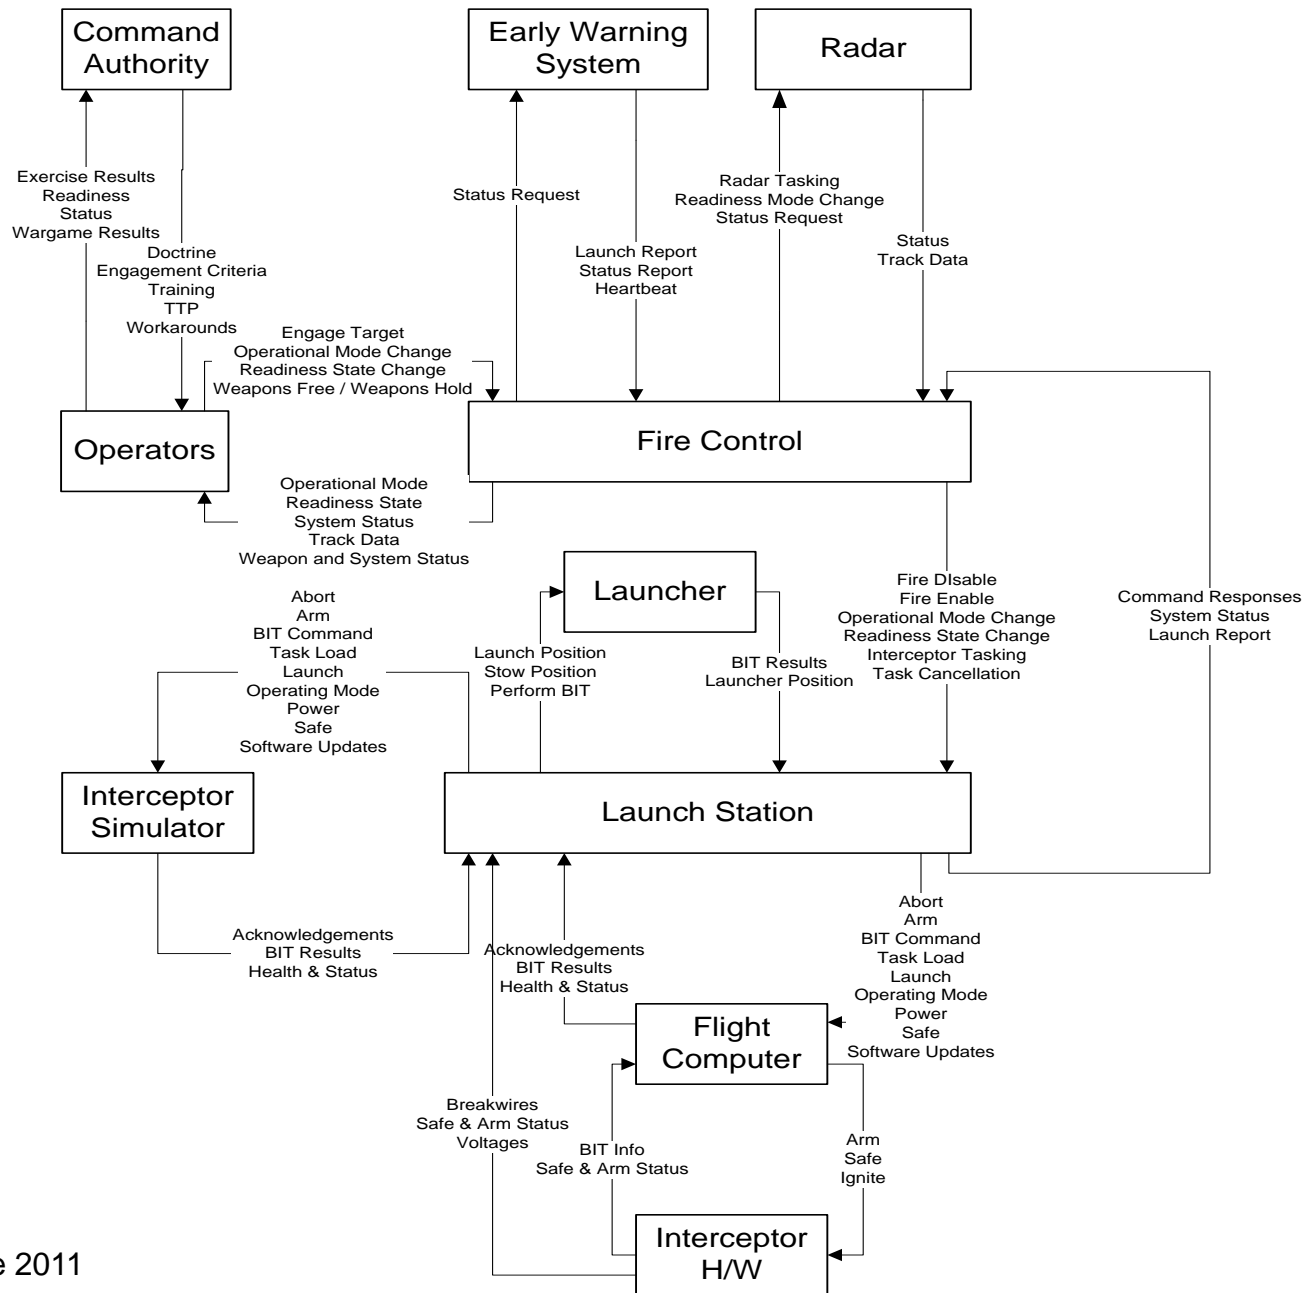 Command
Authority
Early Warning
System
Radar
Exercise Results
Readiness
Status
Wargame Results
Doctrine
Engagement Criteria
Training
TTP
Workarounds
Status Request
Launch Report
Status Report
Heartbeat
Radar Tasking
Readiness Mode Change
Status Request
Status
Track Data
Engage Target
Operational Mode Change
Readiness State Change
Weapons Free / Weapons Hold
Operators
Fire Control
Operational Mode
Readiness State
System Status
Track Data
Weapon and System Status
Launcher
Fire DIsable
Fire Enable
Operational Mode Change
Readiness State Change
Interceptor Tasking
Task Cancellation
Command Responses
System Status
Launch Report
Abort
Arm
BIT Command
Task Load
Launch
Operating Mode
Power
Safe
Software Updates
Launch Position
Stow Position
Perform BIT
BIT Results
Launcher Position
Interceptor
Simulator
Launch Station
Acknowledgements
BIT Results
Health & Status
Acknowledgements
BIT Results
Health & Status
Abort
Arm
BIT Command
Task Load
Launch
Operating Mode
Power
Safe
Software Updates
Flight
Computer
Breakwires
Safe & Arm Status
Voltages
BIT Info
Safe & Arm Status
Arm
Safe
Ignite
Interceptor
H/W
e 2011